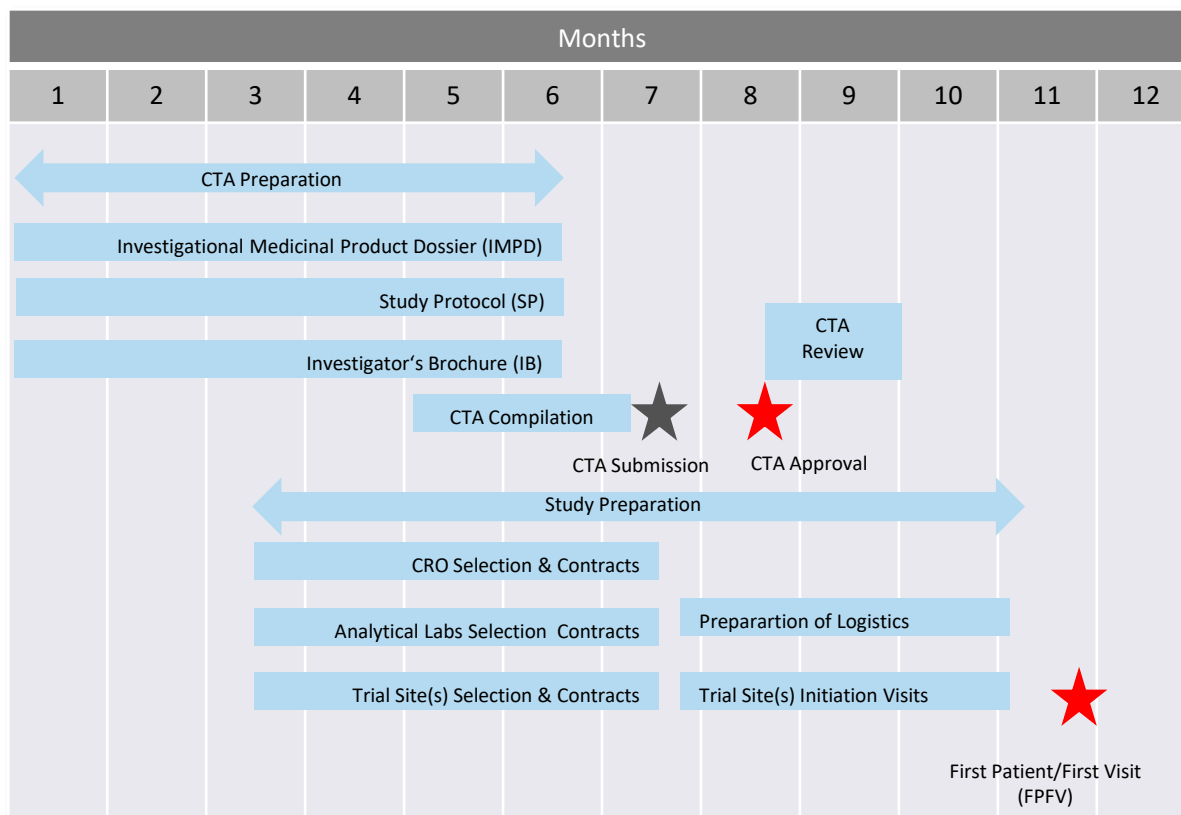 Months
1 2 3 4 5 6 7 8 9 10 11 12
CTA Preparation
Investigational Medicinal Product Dossier (IMPD)
Study Protocol (SP)
CTA
Review
Investigator‘s Brochure (IB)
CTA Compilation
CTA Submission
CTA Approval
Study Preparation
CRO Selection & Contracts
Analytical Labs Selection Contracts
Preparartion of Logistics
Trial Site(s) Selection & Contracts
Trial Site(s) Initiation Visits
First Patient/First Visit
(FPFV)